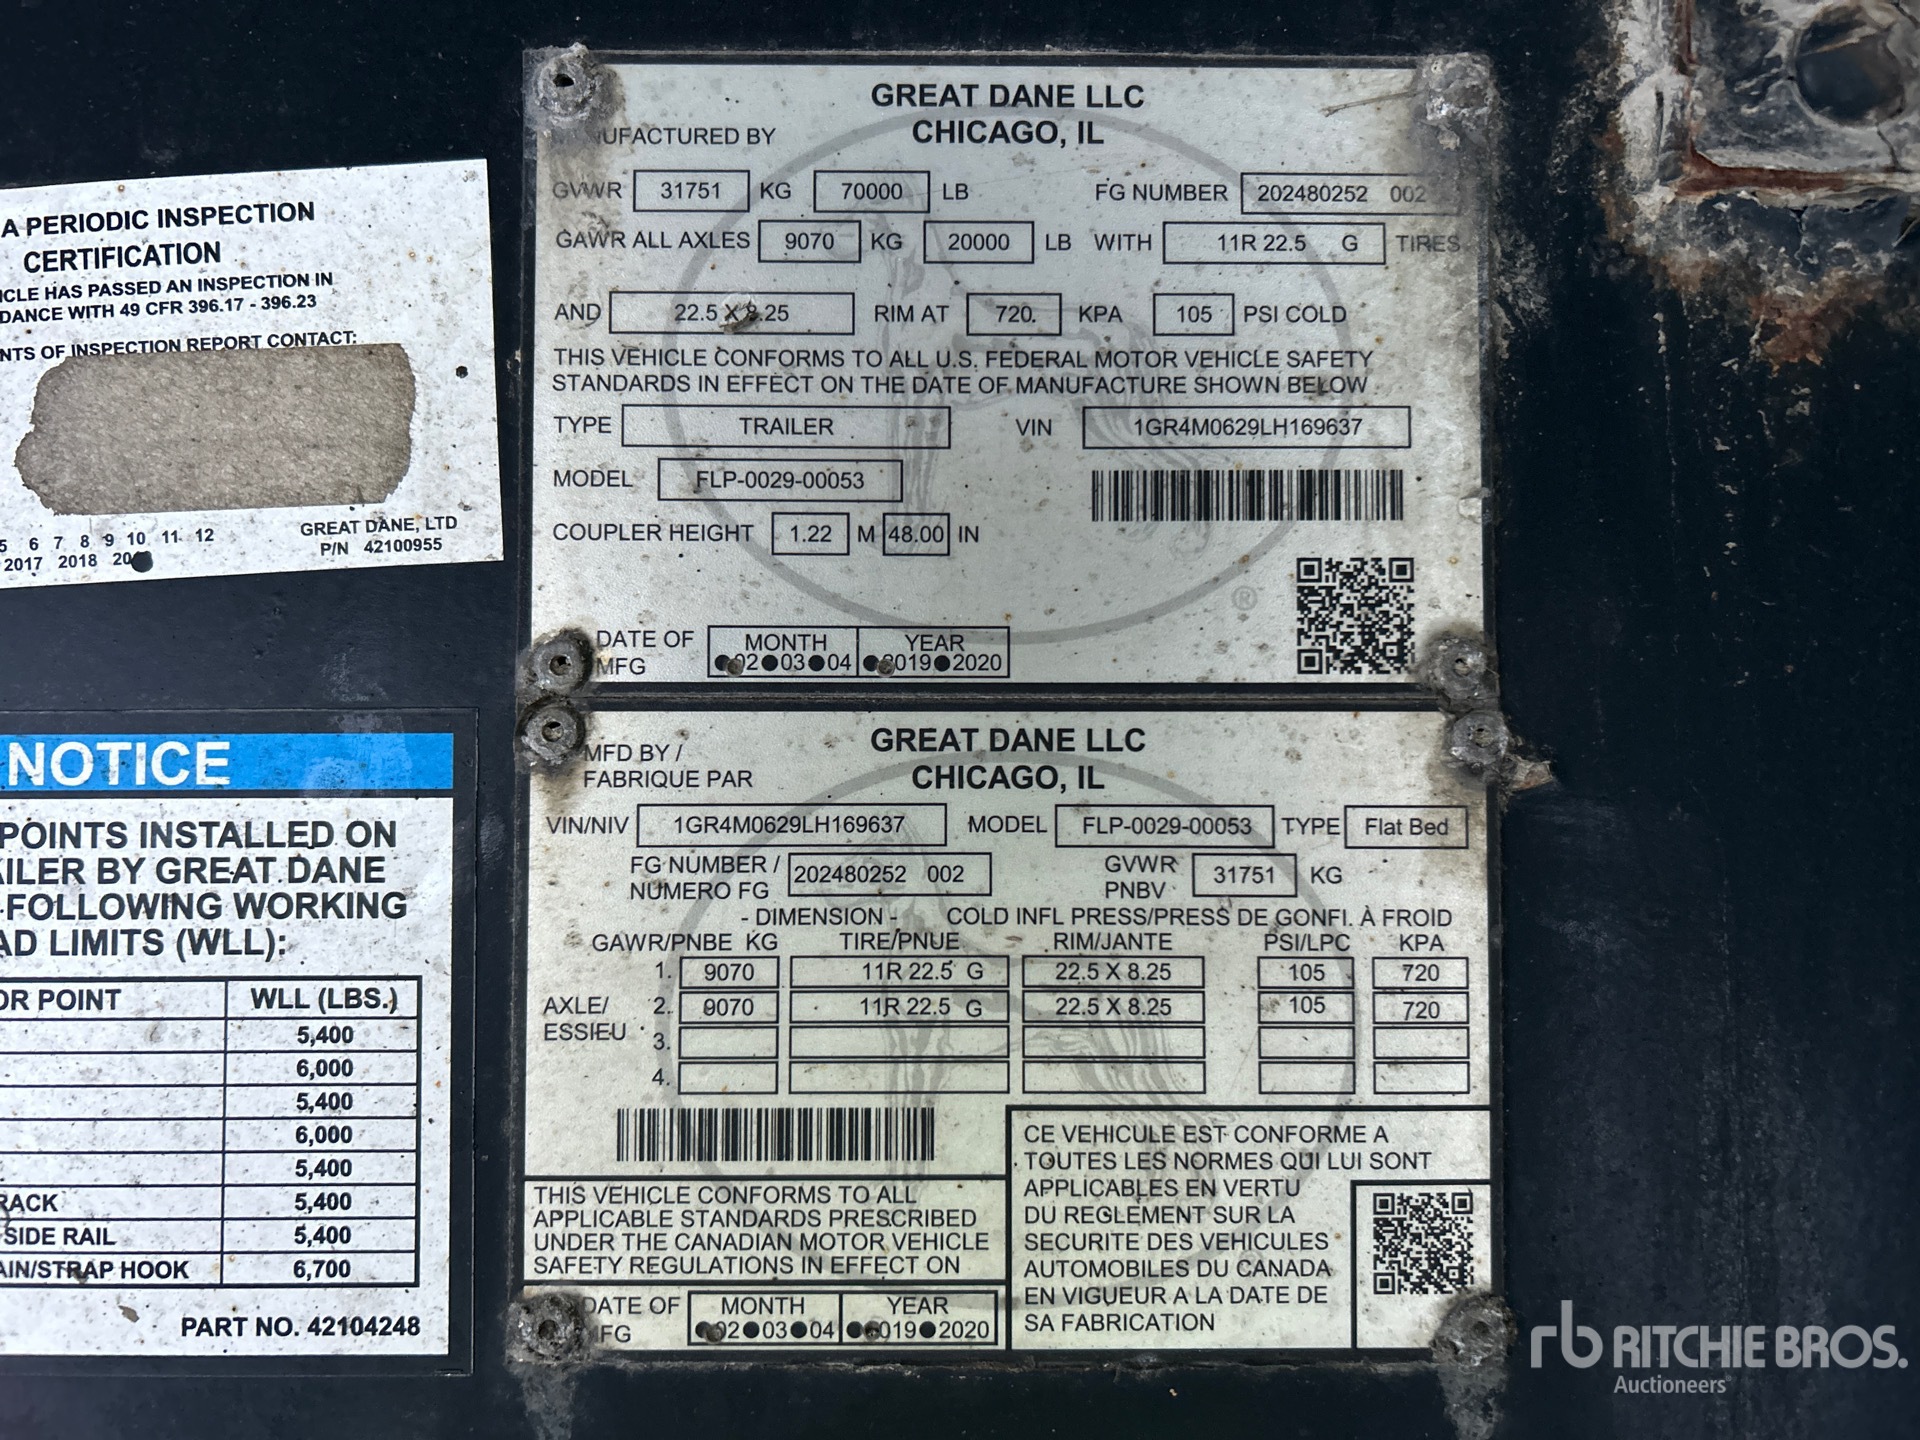 A PERIODIC INSPECTION
CERTIFICATION
ICLE HAS PASSED AN INSPECTION IN
DANCE WITH 49 CFR 396.17 - 396.23
NTS OF INSPECTION REPORT CONTACT:
5 6 7 8 9 10 11 12
2017 2018 20
GREAT DANE, LTD
P/N 42100955
NOTICE
POINTS INSTALLED ON
ILER BY GREAT DANE
FOLLOWING WORKING
AD LIMITS (WLL):
OR POINT WLL (LBS.)
5,400
6,000
5,400
6,000
5,400
RACK 5,400
SIDE RAIL 5,400
AIN/STRAP HOOK 6,700
PART NO. 42104248
GREAT DANE LLC
MANUFACTURED BY CHICAGO, IL
GVWR 31751 KG 70000 LB FG NUMBER 202480252 002
GAWR ALL AXLES 9070 KG 20000 LB WITH 11R 22.5 G TIRES
AND 22.5 X 8.25 RIM AT 720. KPA 105 PSI COLD
THIS VEHICLE CONFORMS TO ALL U.S. FEDERAL MOTOR VEHICLE SAFETY
STANDARDS IN EFFECT ON THE DATE OF MANUFACTURE SHOWN BELOW
TYPE TRAILER VIN 1GR4M0629LH169637
MODEL FLP-0029-00053
COUPLER HEIGHT 1.22 M 48.00 IN
®
DATE OF MFG
MONTH YEAR
●02●03●04 ●2019●2020
MFD BY /
FABRIQUE PAR
GREAT DANE LLC
CHICAGO, IL
VIN/NIV 1GR4M0629LH169637 MODEL FLP-0029-00053 TYPE Flat Bed
FG NUMBER /
NUMERO FG 202480252 002
GVWR
PNBV 31751 KG
- DIMENSION - COLD INFL PRESS/PRESS DE GONFI. À FROID
GAWR/PNBE KG TIRE/PNUE RIM/JANTE PSI/LPC KPA
AXLE/
ESSIEU
1. 9070 11R 22.5 G 22.5 X 8.25 105 720
2. 9070 11R 22.5 G 22.5 X 8.25 105 720
3.
4.
THIS VEHICLE CONFORMS TO ALL
APPLICABLE STANDARDS PRESCRIBED
UNDER THE CANADIAN MOTOR VEHICLE
SAFETY REGULATIONS IN EFFECT ON
DATE OF MFG
MONTH YEAR
●02●03●04 ●2019●2020
CE VEHICULE EST CONFORME A
TOUTES LES NORMES QUI LUI SONT
APPLICABLES EN VERTU
DU REGLEMENT SUR LA
SECURITE DES VEHICULES
AUTOMOBILES DU CANADA
EN VIGUEUR A LA DATE DE
SA FABRICATION
rb RITCHIE BROS.
Auctioneers